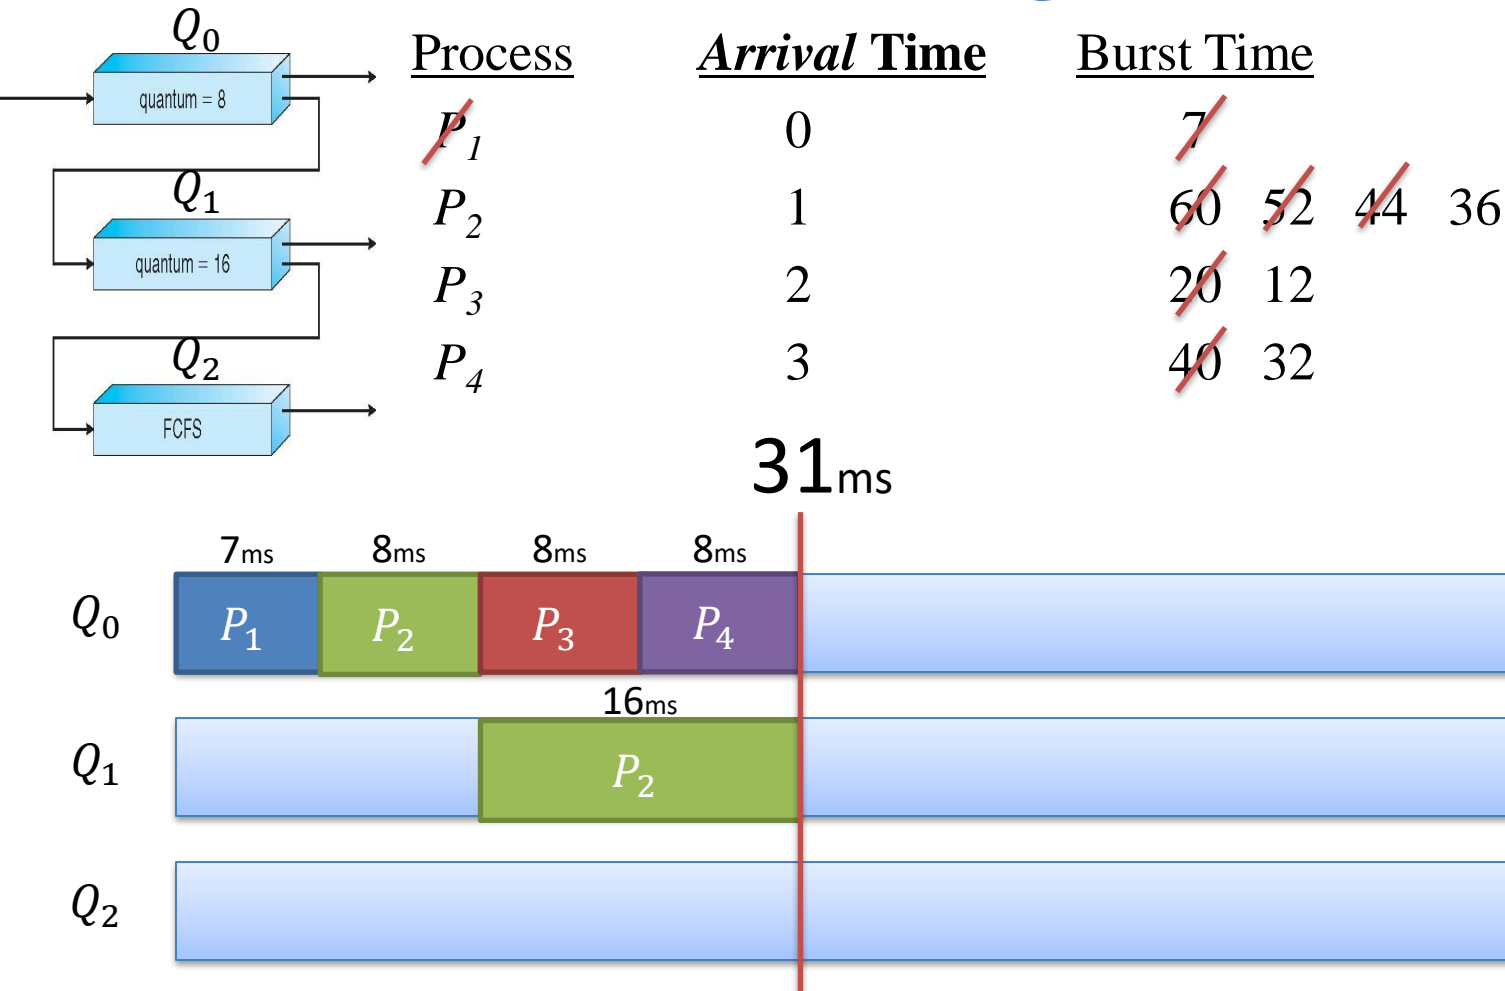 Q0
quantum = 8
Q1
quantum = 16
Q2
FCFS
Process Arrival Time Burst Time
P1 0 7
P2 1 60 52 44 36
P3 2 20 12
P4 3 40 32
31ms
7ms 8ms 8ms 8ms
Q0 P1 P2 P3 P4
16ms
Q1 P2
Q2